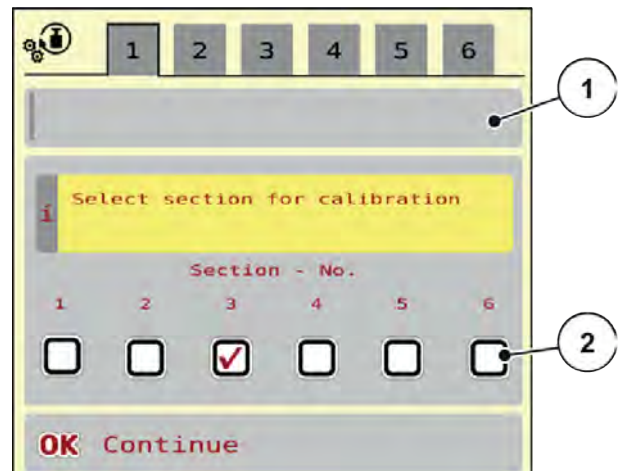 1 2 3 4 5 6
1
i Select section for calibration
Section - No.
1 2 3 4 5 6
2
OK Continue